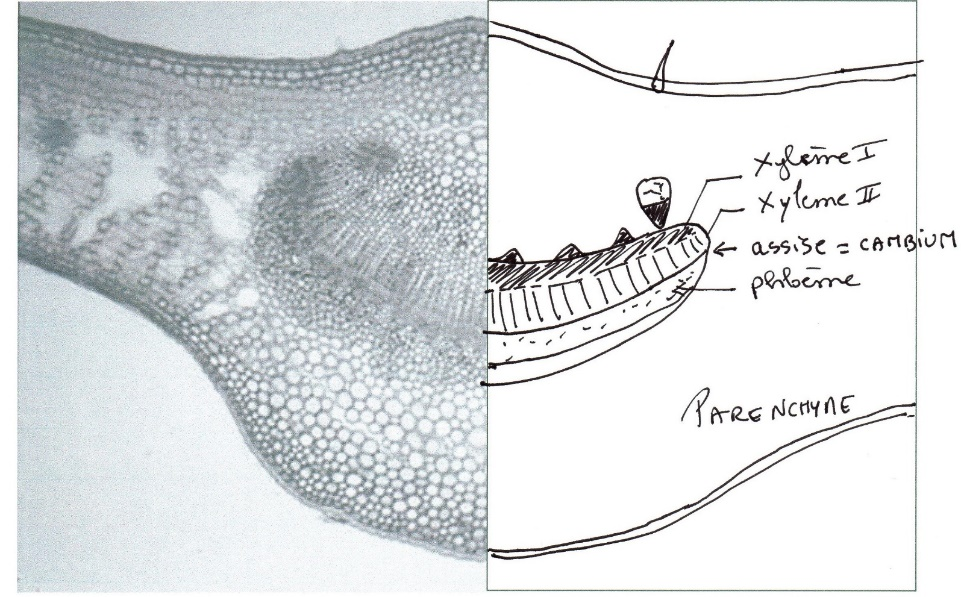 xylème I
xylème II
assise = CAMBIUM
phloème
PARENCHYME